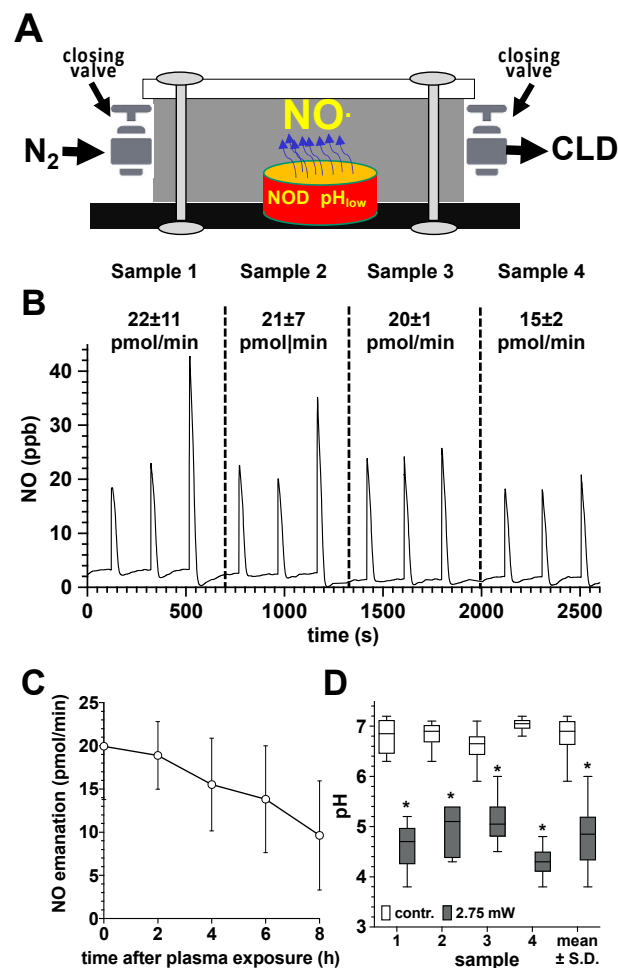 A
closing
valve
closing
valve
NO·
N2
CLD
NOD pHlow
Sample 1 Sample 2 Sample 3 Sample 4
B
22±11
pmol/min
21±7
pmol|min
20±1
pmol/min
15±2
pmol/min
NO (ppb)
40
30
20
10
0
0 500 1000 1500 2000 2500
time (s)
C
NO emanation (pmol/min)
25
20
15
10
5
0
0 2 4 6 8
time after plasma exposure (h)
D
pH
7
6
5
4
3
* * * * *
contr. 2.75 mW
1 2 3 4 mean
± S.D.
sample